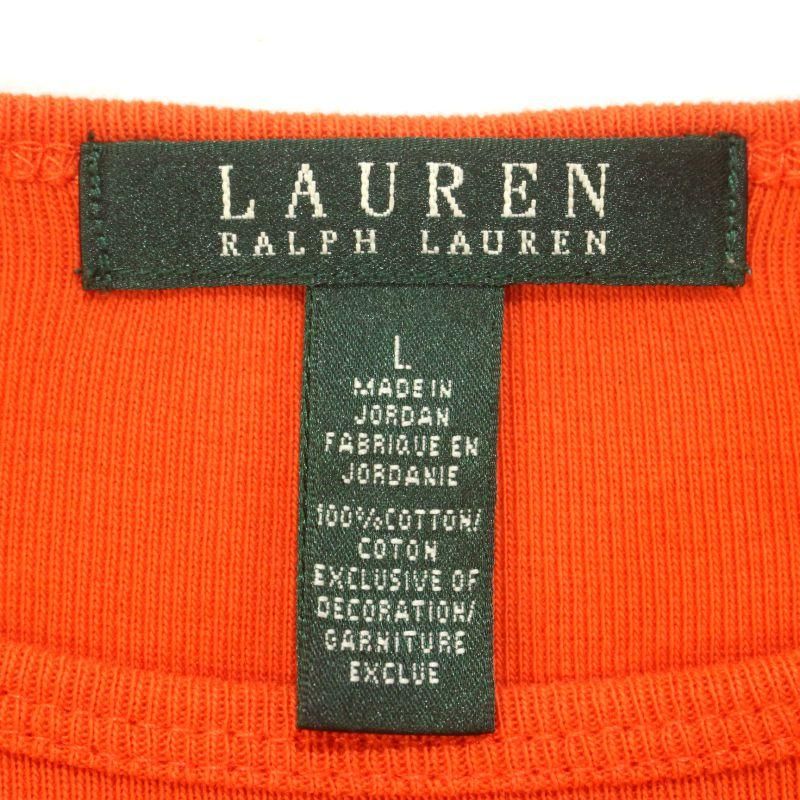 LAUREN
RALPH LAUREN
L
MADE IN
JORDAN
FABRIQUE EN
JORDANIE
100%COTTON/
COTON
EXCLUSIVE OF
DECORATION/
GARNITURE
EXCLUE